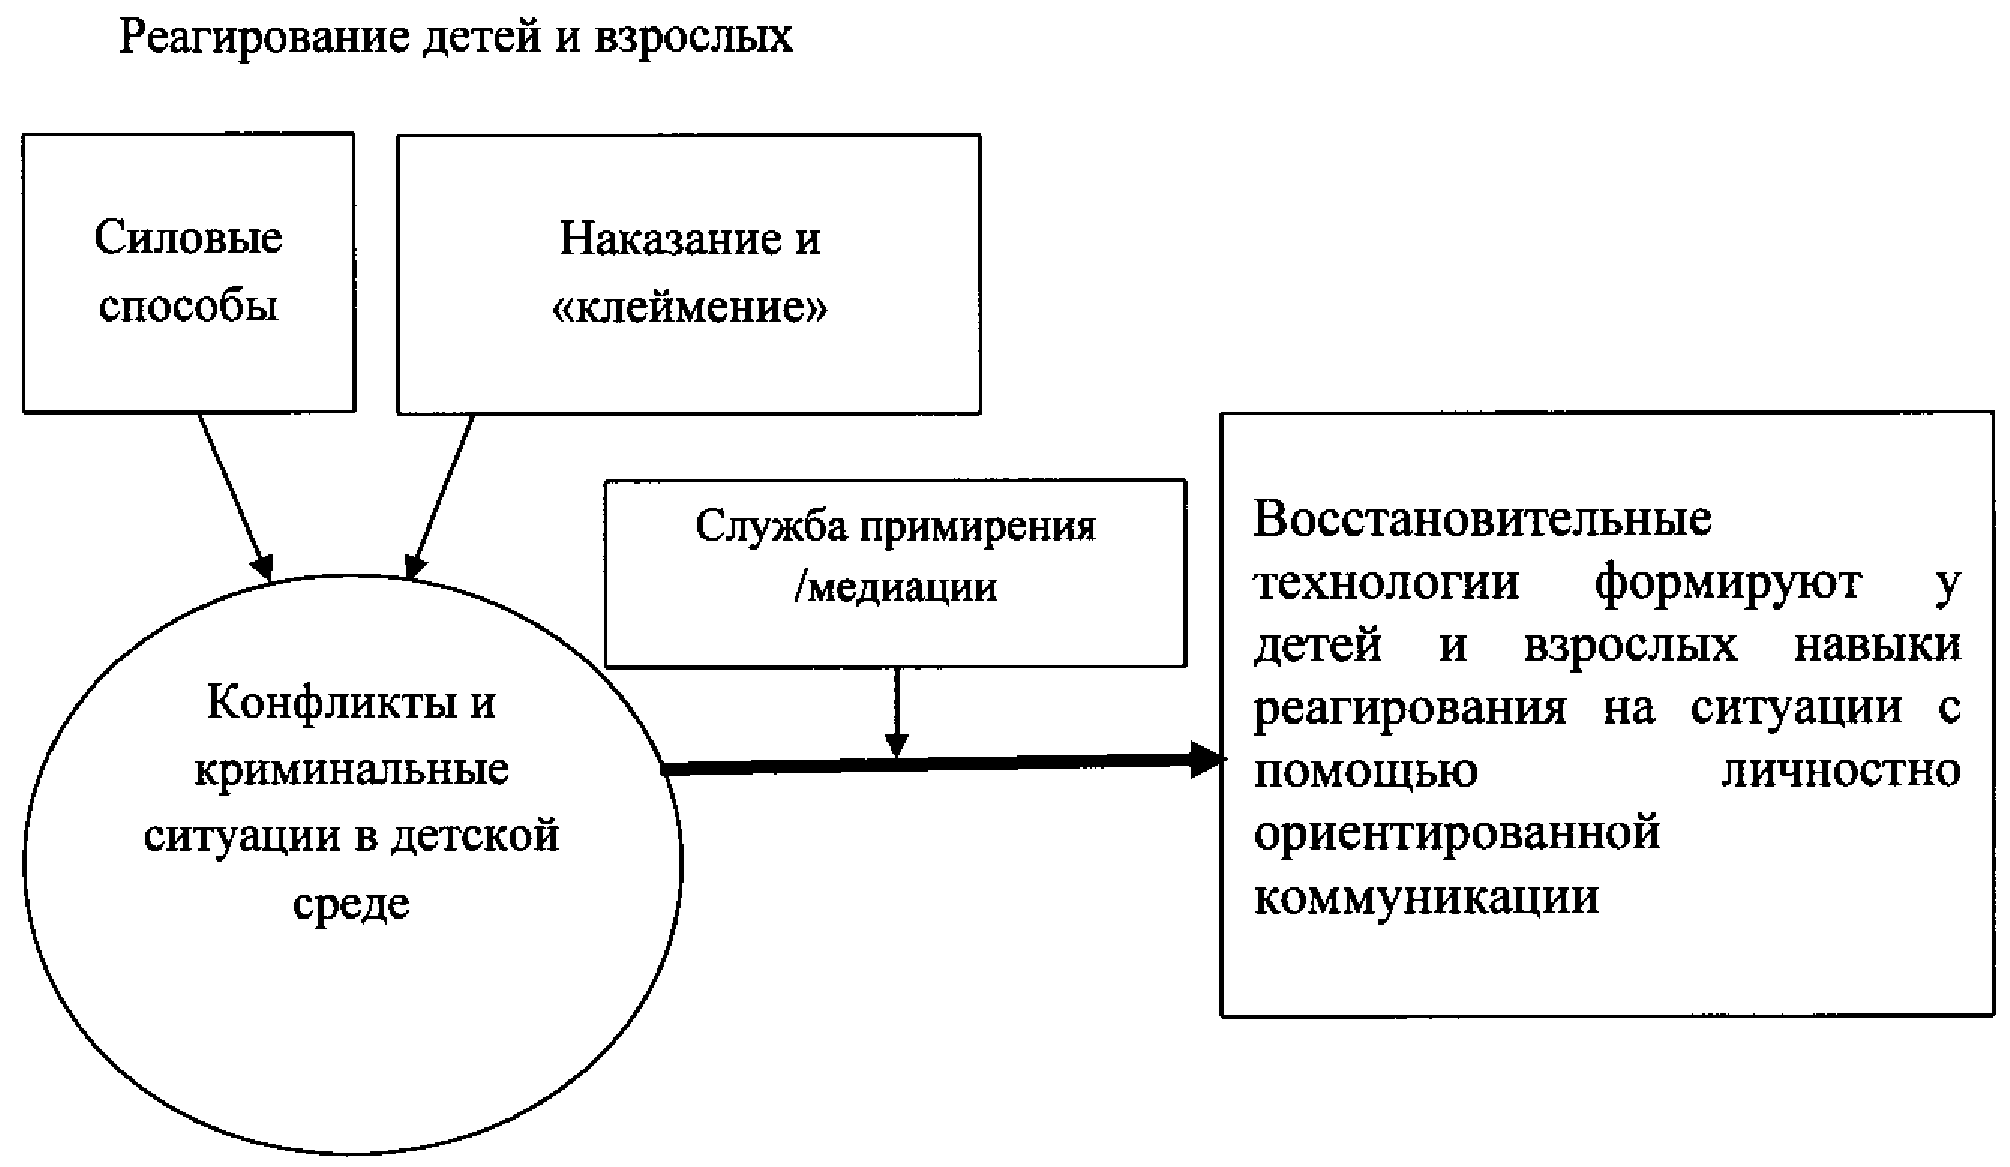 Реагирование детей и взрослых
Силовые
способы
Наказание и
«клеймение»
Служба примирения
/медиации
Конфликты и
криминальные
ситуации в детской
среде
Восстановительные
технологии формируют у
детей и взрослых навыки
реагирования на ситуации с
помощью личностно
ориентированной
коммуникации